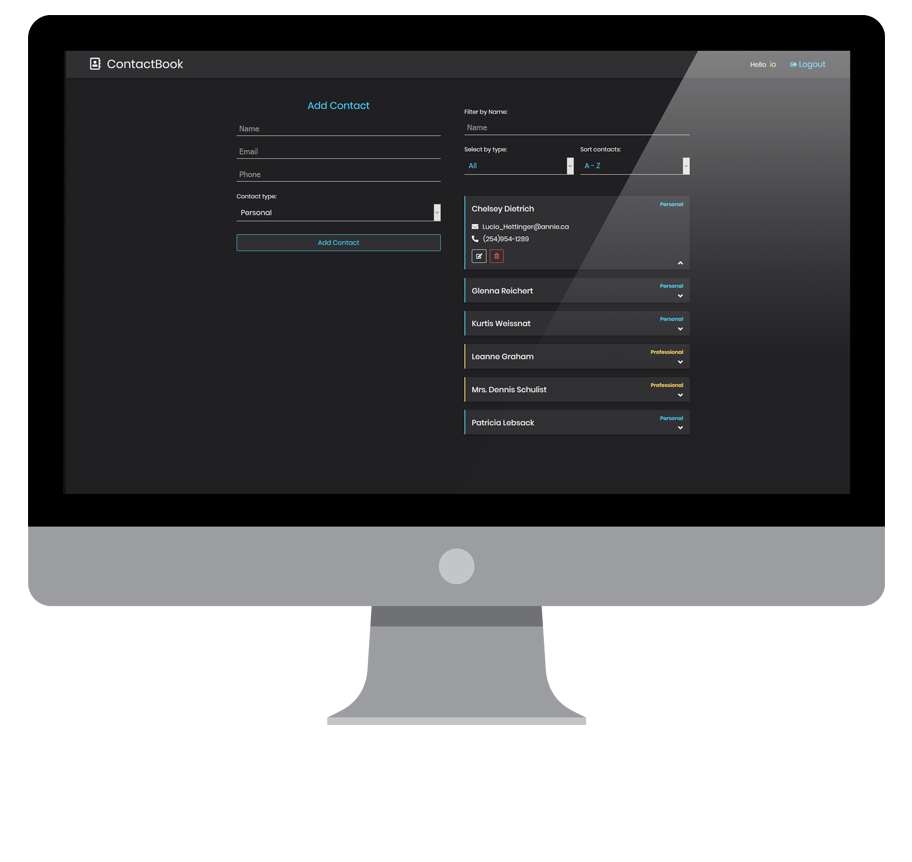 ContactBook
Hello io
Logout
Add Contact
Name
Email
Phone
Contact type:
Personal
Add Contact
Filter by Name:
Name
Select by type:
Sort contacts:
All
A - Z
Chelsey Dietrich
Personal
Lucio_Hettinger@annie.ca
(254)954-1289
Glenna Reichert
Personal
Kurtis Weissnat
Personal
Leanne Graham
Professional
Mrs. Dennis Schulist
Professional
Patricia Lebsack
Personal